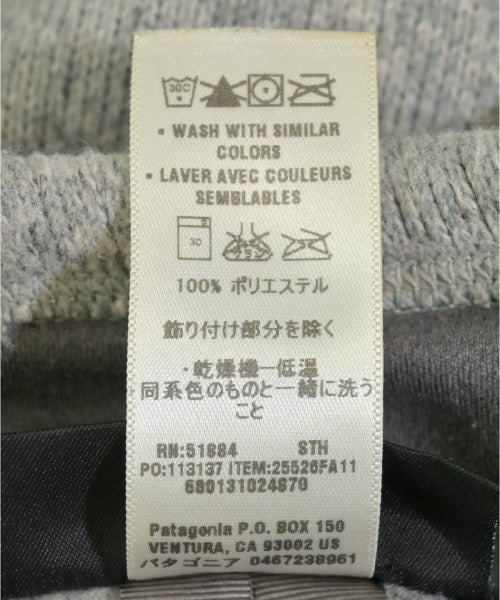 30C
• WASH WITH SIMILAR
COLORS
• LAVER AVEC COULEURS
SEMBLABLES
30
100% ポリエステル
飾り付け部分を除く
・乾燥機－低温
・同系色のものと一緒に洗う
こと
RN:51884 STH
PO:113137 ITEM:25526FA11
680131024870
Patagonia P.O. BOX 150
VENTURA, CA 93002 US
パタゴニア 0467238961